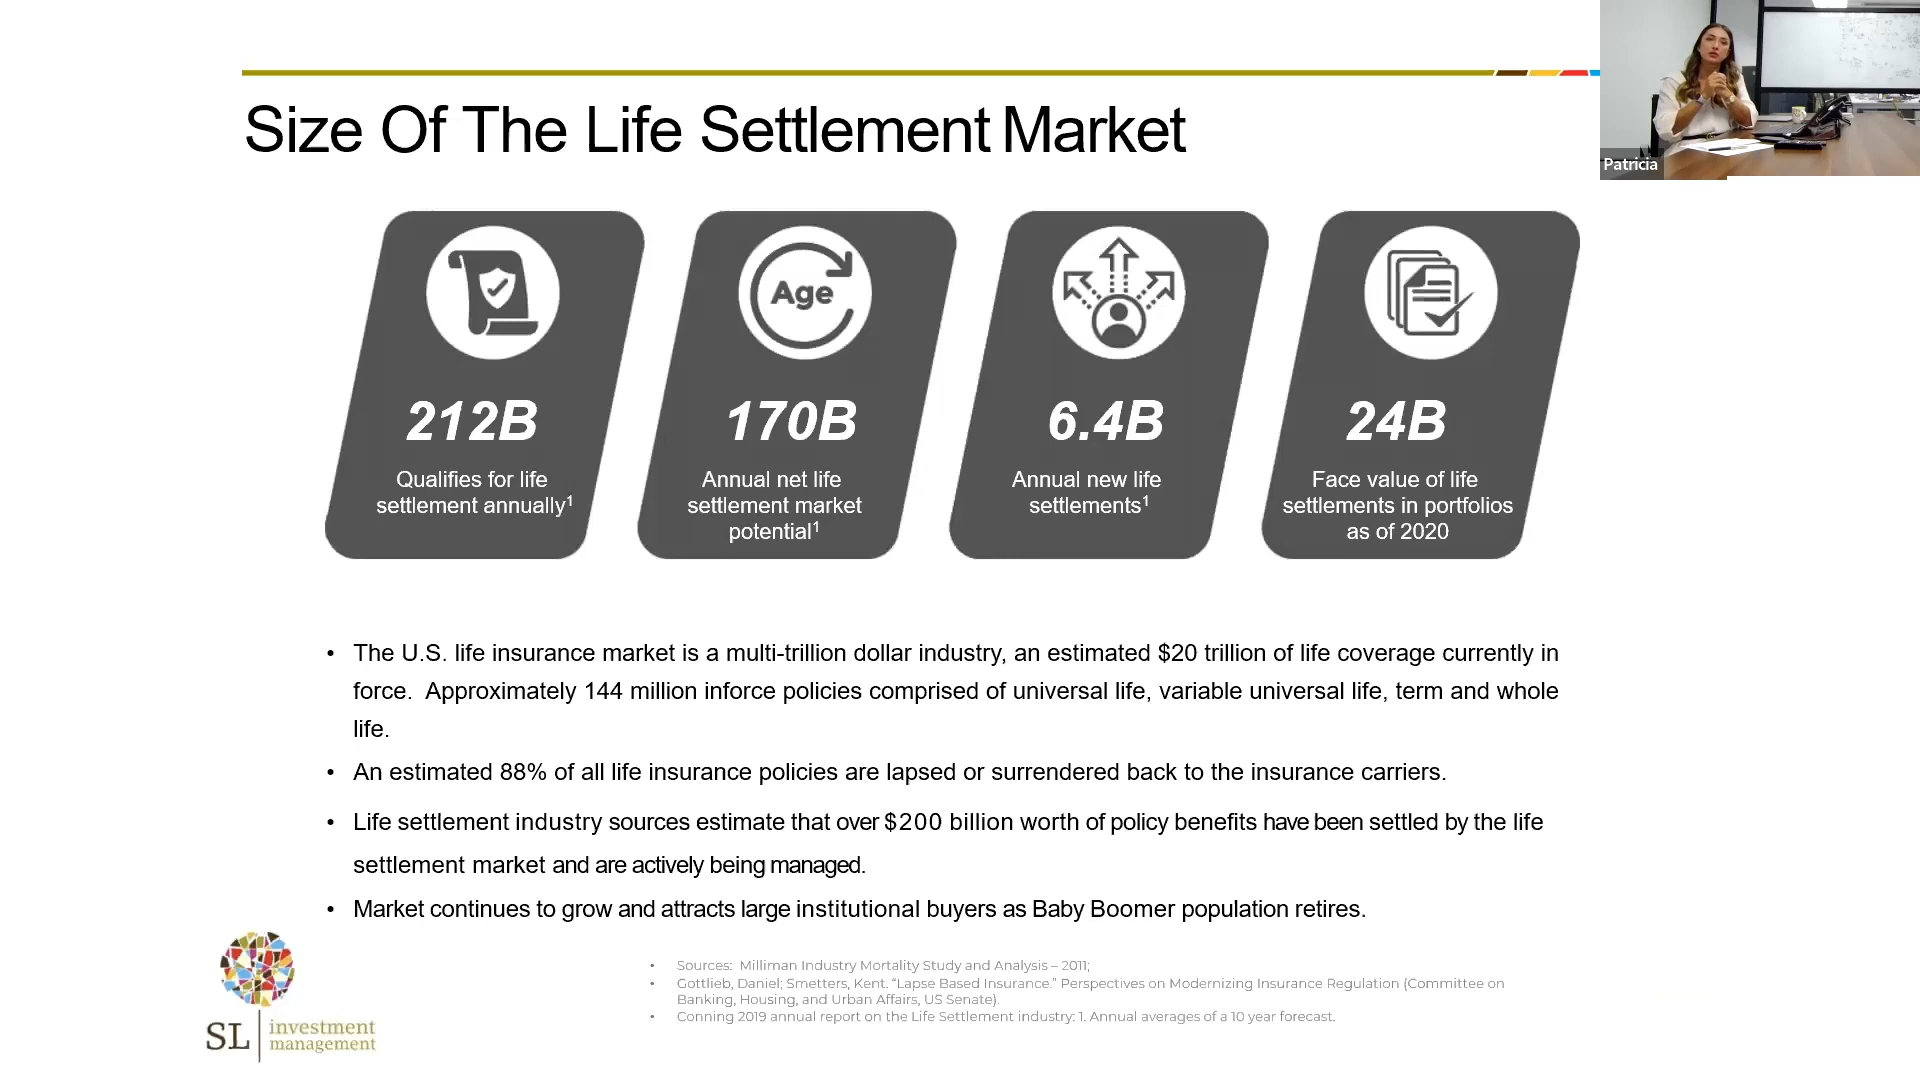 Size Of The Life Settlement Market
Patricia
Age
212B
Qualifies for life
settlement annually1
170B
Annual net life
settlement market
potential1
6.4B
Annual new life
settlements1
24B
Face value of life
settlements in portfolios
as of 2020
• The U.S. life insurance market is a multi-trillion dollar industry, an estimated $20 trillion of life coverage currently in
force. Approximately 144 million inforce policies comprised of universal life, variable universal life, term and whole
life.
• An estimated 88% of all life insurance policies are lapsed or surrendered back to the insurance carriers.
• Life settlement industry sources estimate that over $200 billion worth of policy benefits have been settled by the life
settlement market and are actively being managed.
• Market continues to grow and attracts large institutional buyers as Baby Boomer population retires.
• Sources: Milliman Industry Mortality Study and Analysis – 2011;
• Gottlieb, Daniel; Smetters, Kent. “Lapse Based Insurance.” Perspectives on Modernizing Insurance Regulation (Committee on
Banking, Housing, and Urban Affairs, US Senate).
• Conning 2019 annual report on the Life Settlement industry: 1. Annual averages of a 10 year forecast.
SL investment
management